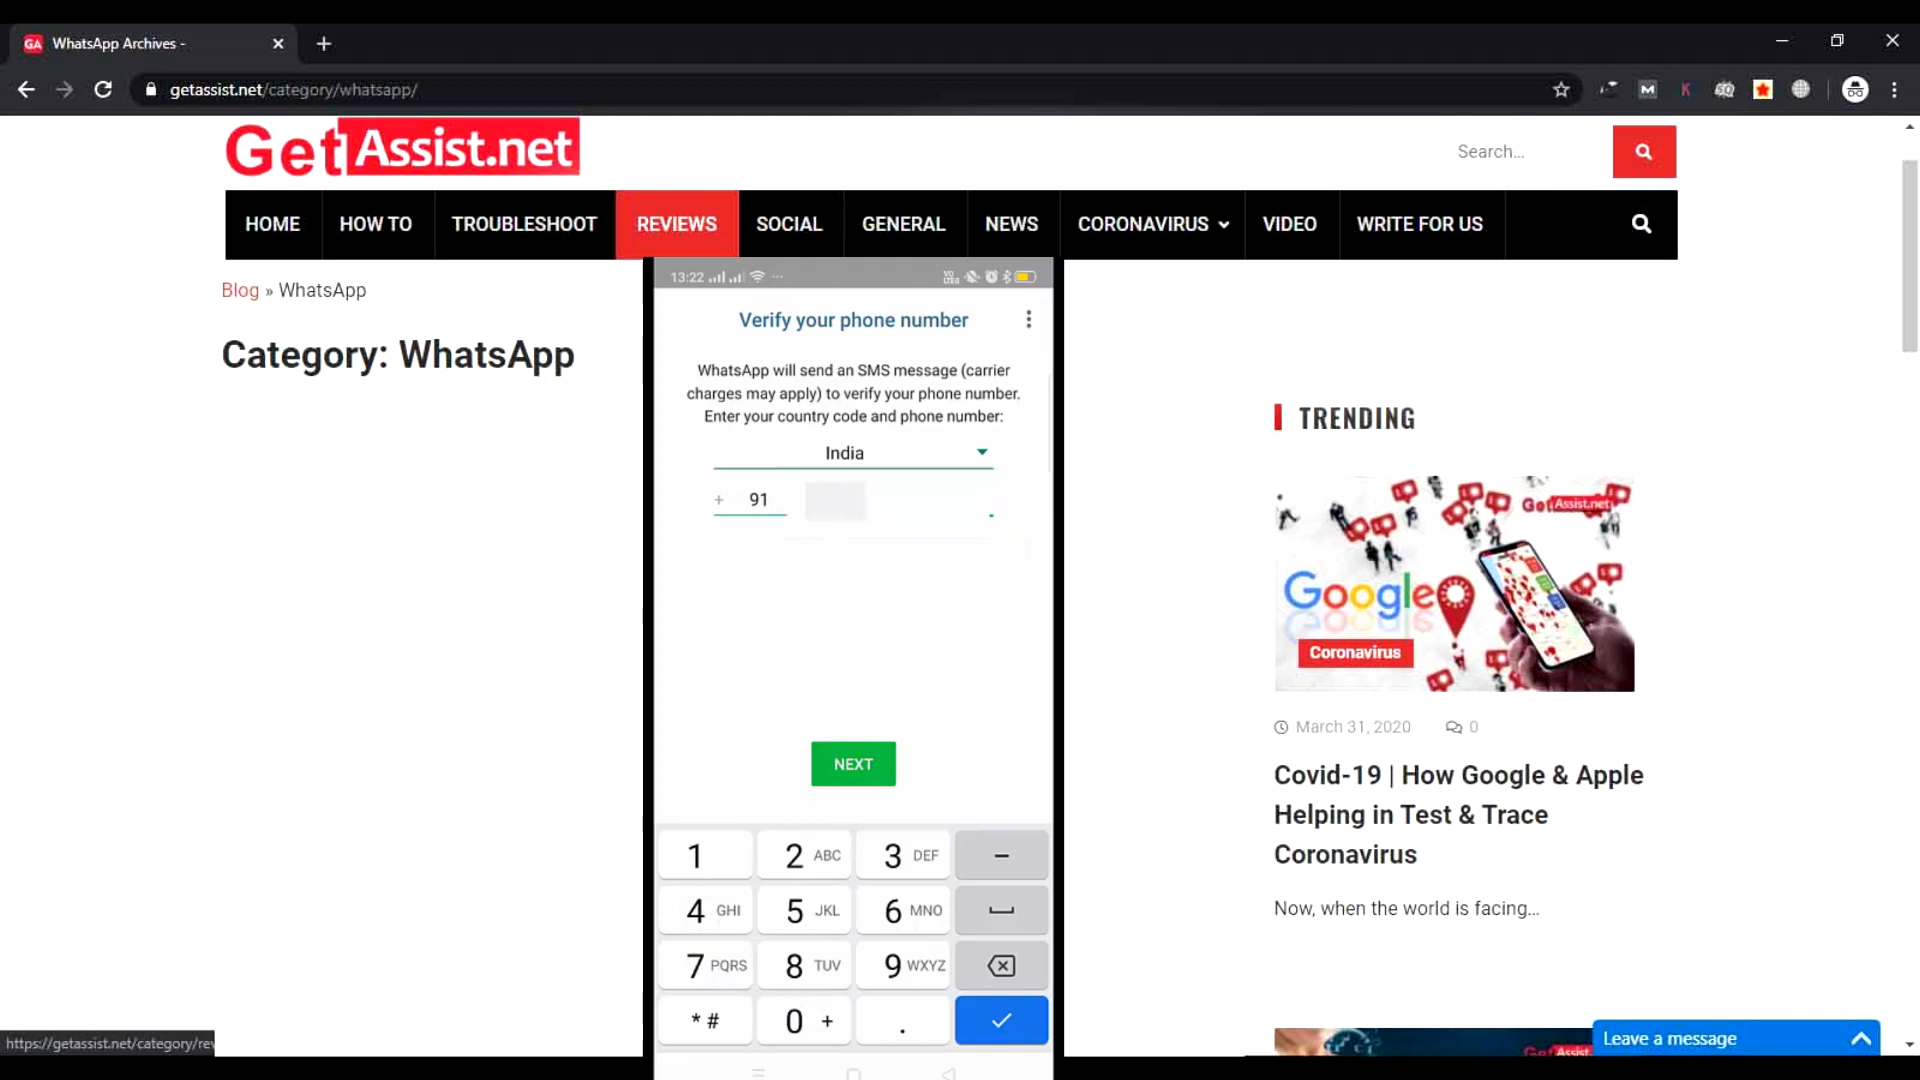 GA WhatsApp Archives -
getassist.net/category/whatsapp/
GetAssist.net
Search...
HOME HOW TO TROUBLESHOOT REVIEWS SOCIAL GENERAL NEWS CORONAVIRUS VIDEO WRITE FOR US
Blog » WhatsApp
Category: WhatsApp
13:22
Verify your phone number
WhatsApp will send an SMS message (carrier
charges may apply) to verify your phone number.
Enter your country code and phone number:
India
+ 91
NEXT
1 2 ABC 3 DEF –
4 GHI 5 JKL 6 MNO
7 PQRS 8 TUV 9 WXYZ
* # 0 + .
TRENDING
GetAssist.net
Google
Coronavirus
March 31, 2020 0
Covid-19 | How Google & Apple
Helping in Test & Trace
Coronavirus
Now, when the world is facing...
GetAssist
Leave a message
https://getassist.net/category/rev